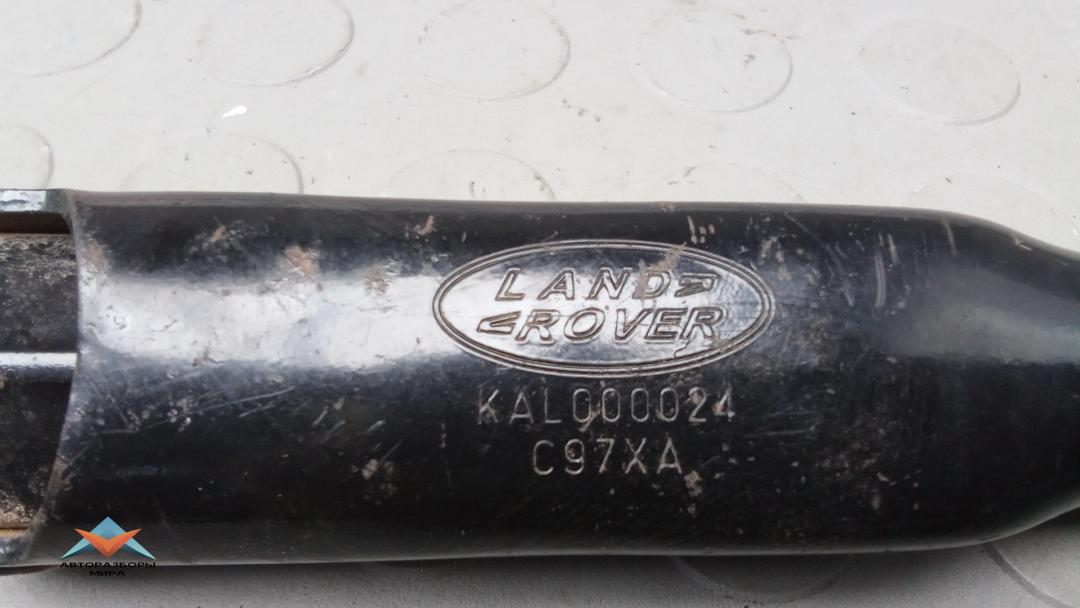 LAND
ROVER
KAL000024
C97XA
АВТОРАЗБОРЫ
МИРА